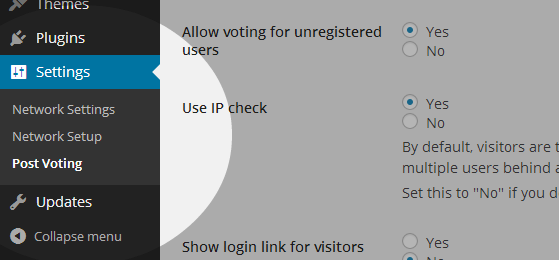 Themes
Plugins
Settings
Network Settings
Network Setup
Post Voting
Updates
Collapse menu
Allow voting for unregistered
users
Yes
No
Use IP check
Yes
No
By default, visitors are
multiple users behind
Set this to "No" if you
Show login link for visitors
Yes
No